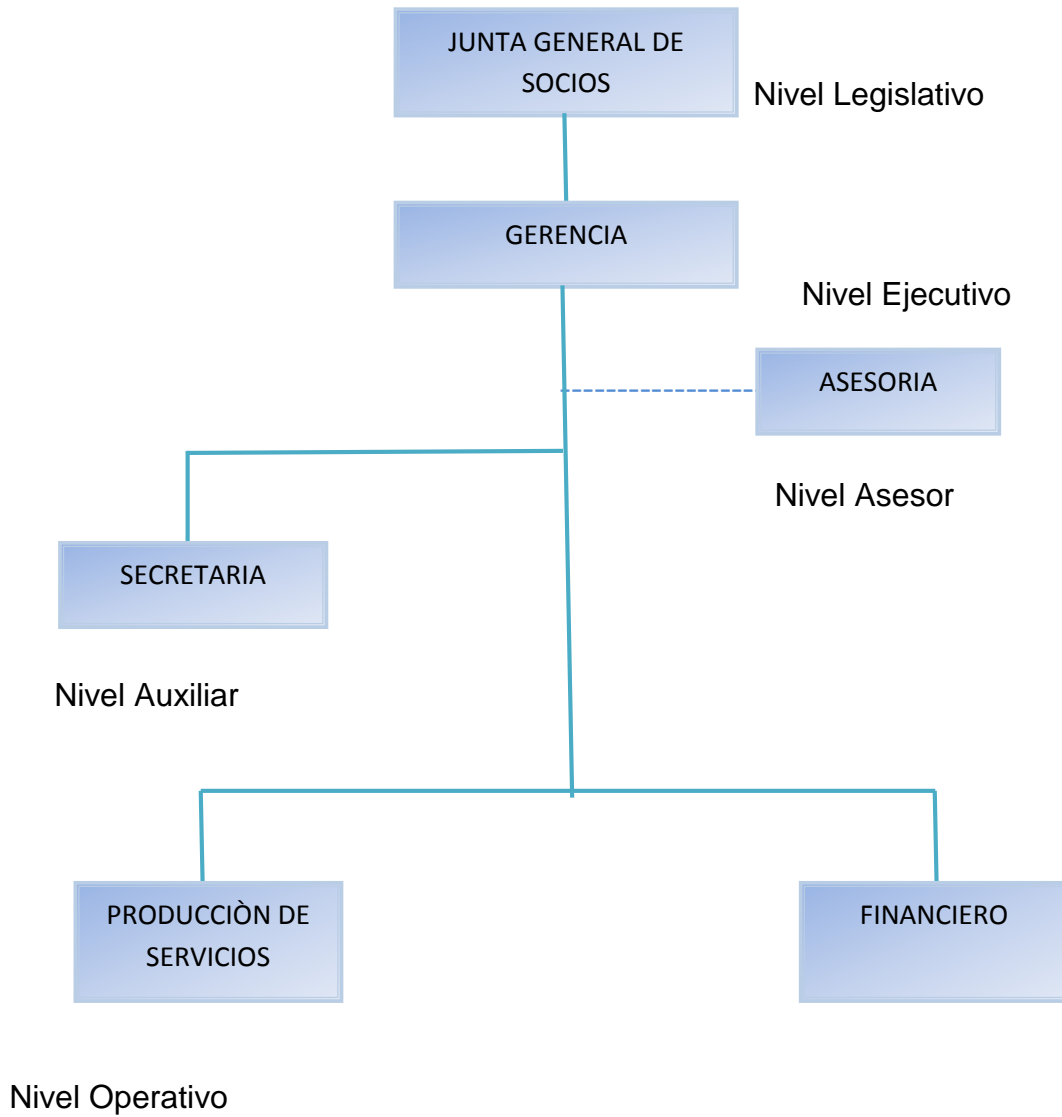 JUNTA GENERAL DE
SOCIOS
Nivel Legislativo
GERENCIA
Nivel Ejecutivo
ASESORIA
Nivel Asesor
SECRETARIA
Nivel Auxiliar
PRODUCCIÒN DE
SERVICIOS
FINANCIERO
Nivel Operativo